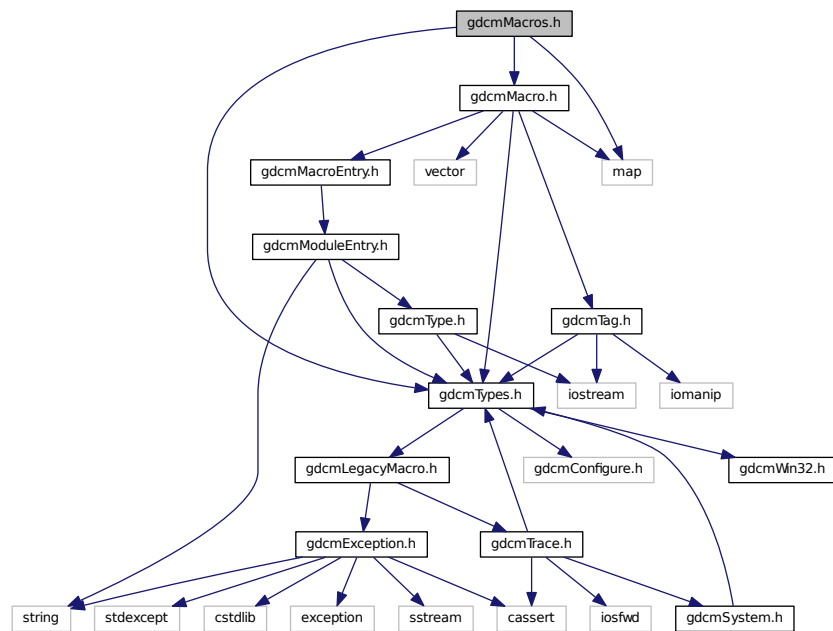 gdcmMacros.h
gdcmMacro.h
gdcmMacroEntry.h
vector
map
gdcmModuleEntry.h
gdcmType.h
gdcmTag.h
gdcmTypes.h
iostream
iomanip
gdcmLegacyMacro.h
gdcmConfigure.h
gdcmWin32.h
gdcmException.h
gdcmTrace.h
string
stdexcept
cstdlib
exception
sstream
cassert
iosfwd
gdcmSystem.h